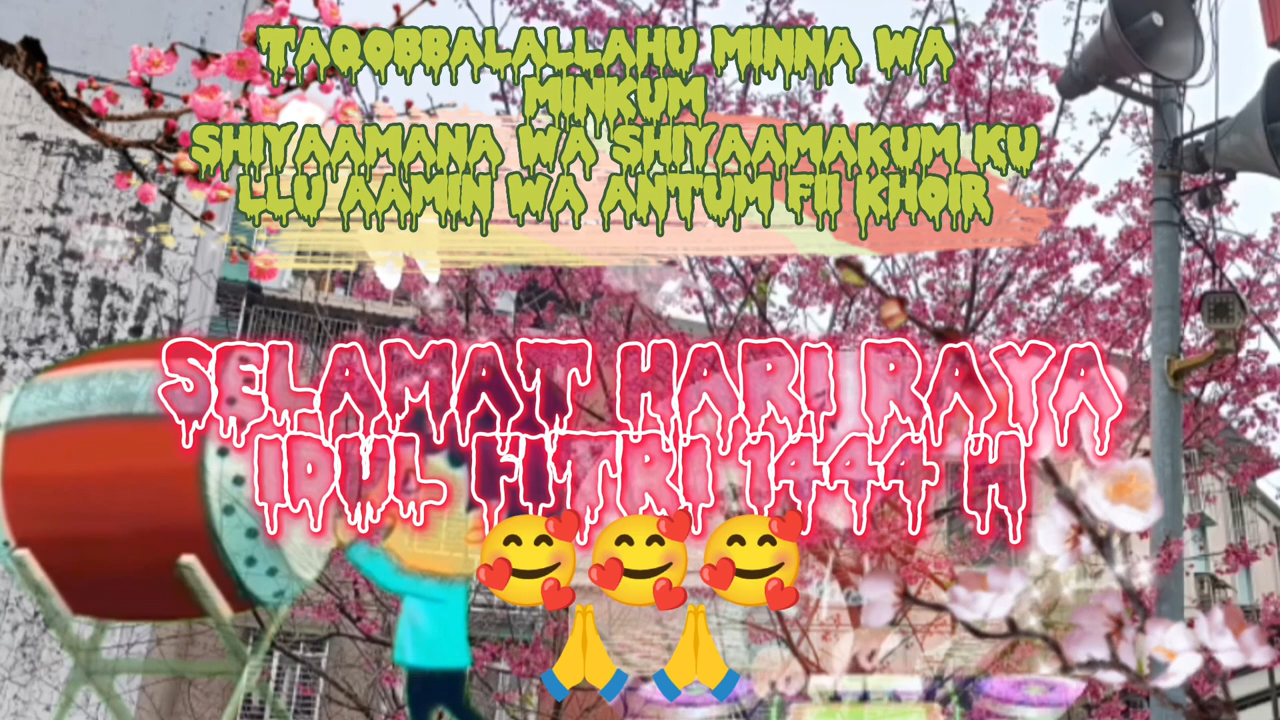 TAQOBBALALLAHU MINNA WA
MINKUM
SHIYAAMANA WA SHIYAAMAKUM KU
LLU AAMIN WA ANTUM FII KHOIR
SELAMAT HARI RAYA
IDUL FITRI 1444 H
🥰🥰🥰
🙏🙏